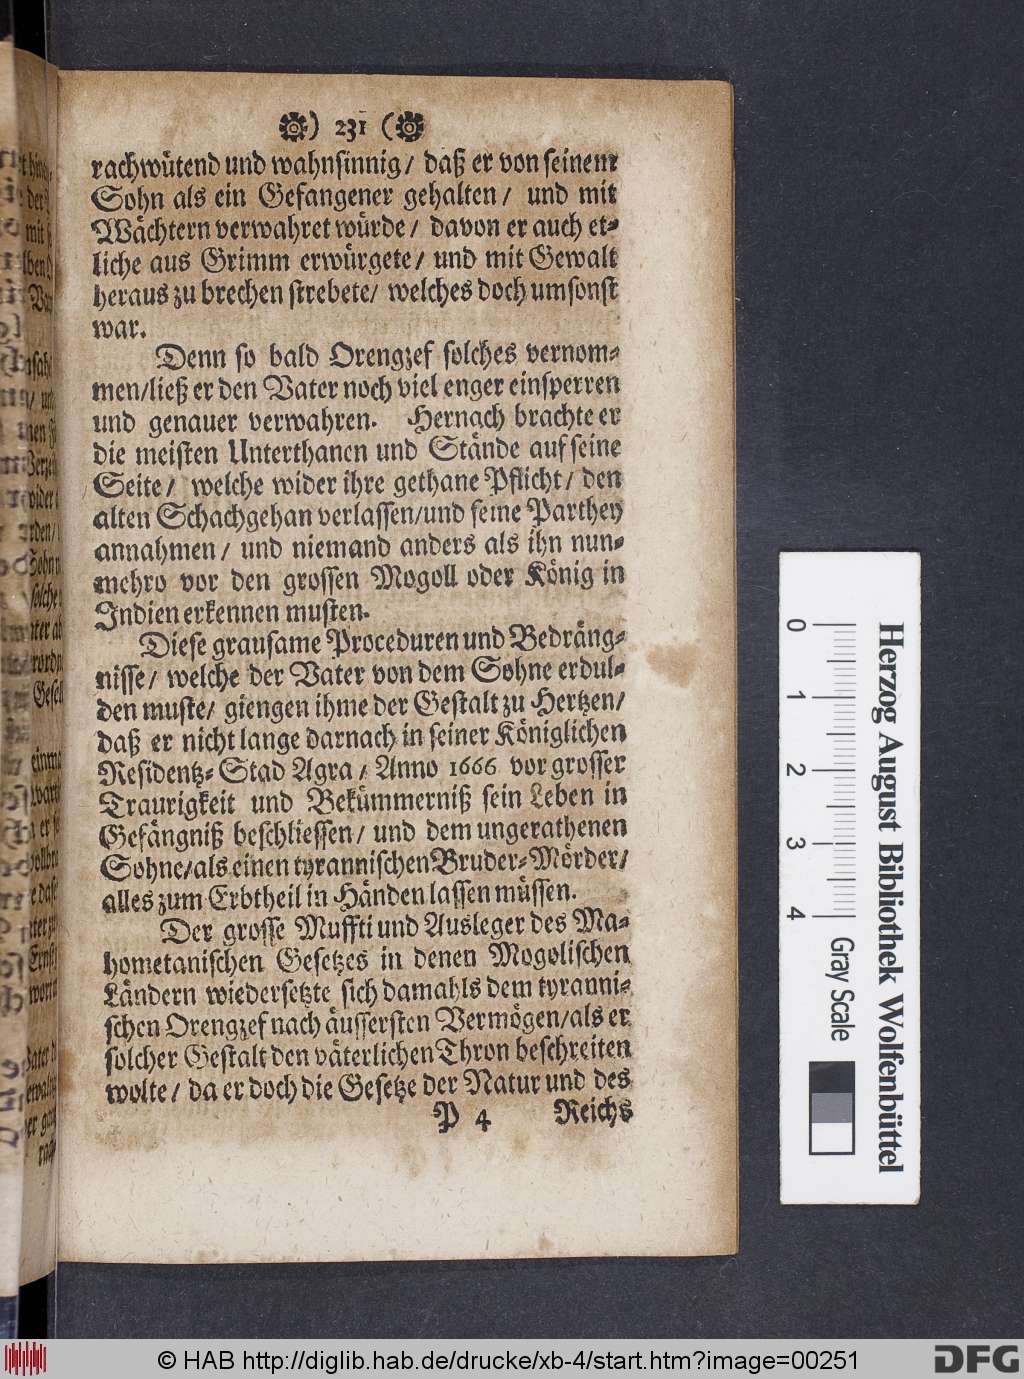 ) 231 (
rachwütend und wahnsinnig/ daß er von seinem
Sohn als ein Gefangener gehalten/ und mit
Wächtern verwahret würde/ davon er auch et-
liche aus Grimm erwürgete/ und mit Gewalt
heraus zu brechen strebete/ welches doch umsonst
war.
Denn so bald Orengzef solches vernom-
men/ließ er den Vater noch viel enger einsperren
und genauer verwahren. Hernach brachte er
die meisten Unterthanen und Stände auf seine
Seite/ welche wider ihre gethane Pflicht/ den
alten Schachgehan verlassen/und seine Parthey
annahmen/ und niemand anders als ihn nun-
mehro vor den grossen Mogoll oder König in
Indien erkennen musten.
Diese grausame Proceduren und Bedräng-
nisse/ welche der Vater von dem Sohne erdul-
den muste/ giengen ihme der Gestalt zu Hertzen/
daß er nicht lange darnach in seiner Königlichen
Residentz-Stad Agra/ Anno 1666 vor grosser
Traurigkeit und Bekümmerniß sein Leben in
Gefängniß beschliessen/ und dem ungerathenen
Sohne/als einen tyrannischen Bruder-Mörder/
alles zum Erbtheil in Händen lassen müssen.
Der grosse Muffti und Ausleger des Ma-
hometanischen Gesetzes in denen Mogolischen
Ländern wiedersetzte sich damahls dem tyranni-
schen Orengzef nach äussersten Vermögen/als er
solcher Gestalt den väterlichen Thron beschreiten
wolte/ da er doch die Gesetze der Natur und des
P 4 Reichs
0 1 2 3 4
Gray Scale
Herzog August Bibliothek Wolfenbüttel
© HAB http://diglib.hab.de/drucke/xb-4/start.htm?image=00251
DFG